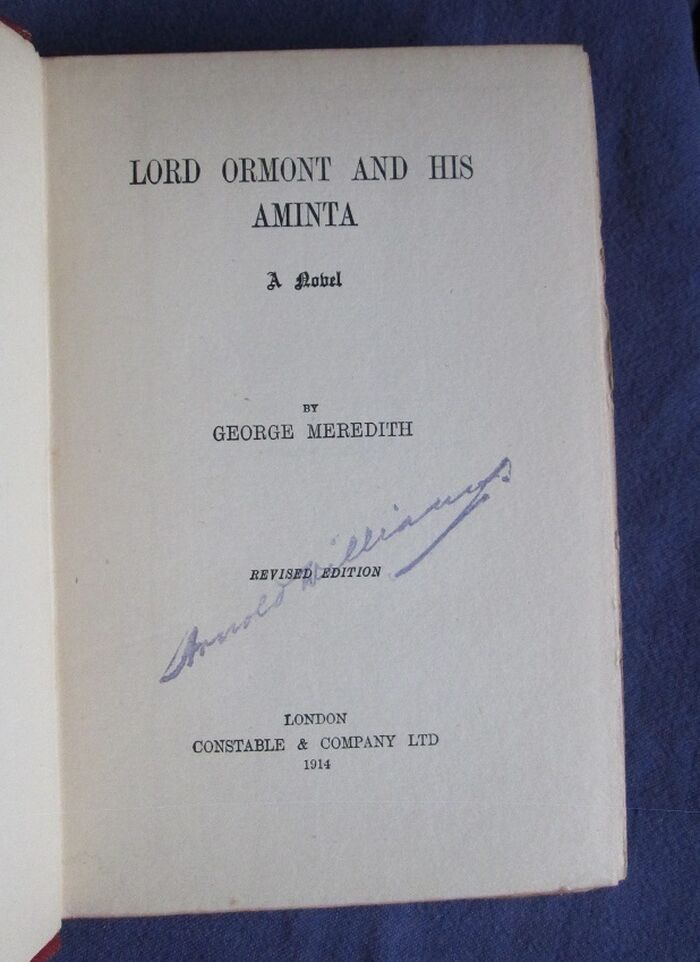 LORD ORMONT AND HIS
AMINTA
A Novel
BY
GEORGE MEREDITH
REVISED EDITION
Arnold Williams.
LONDON
CONSTABLE & COMPANY LTD
1914